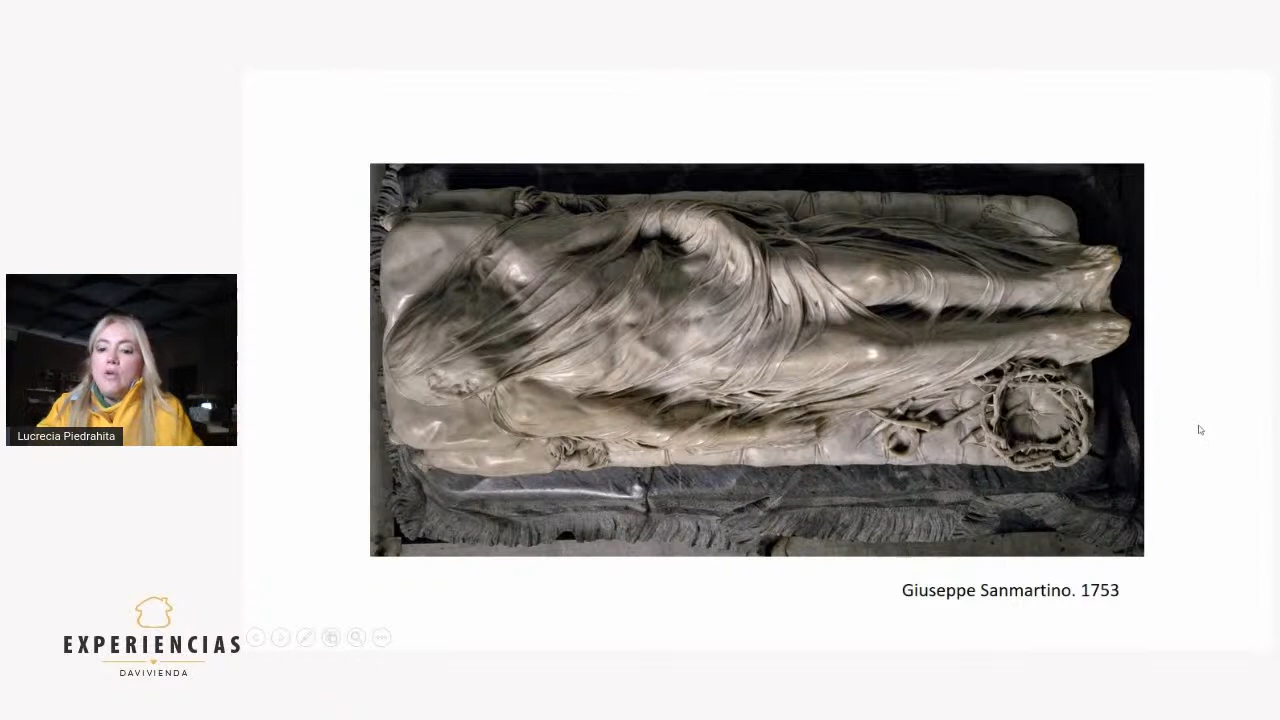 Lucrecia Piedrahita
Giuseppe Sanmartino. 1753
EXPERIENCIAS
DAVIVIENDA